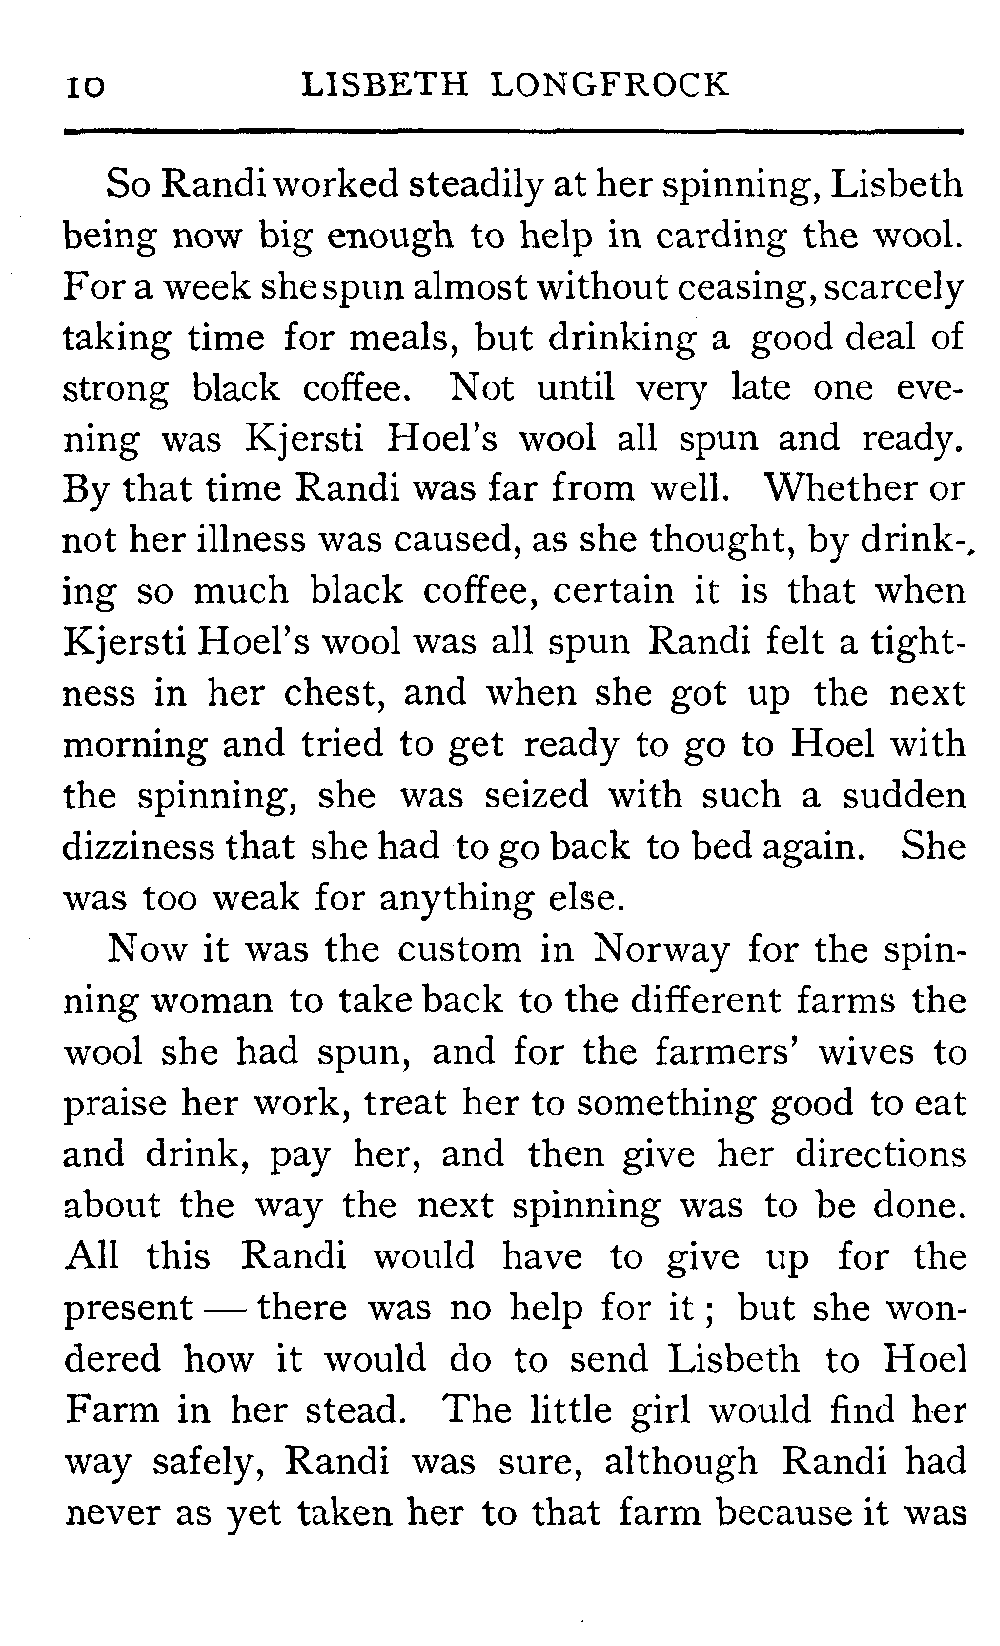 10 LISBETH LONGFROCK
So Randi worked steadily at her spinning, Lisbeth
being now big enough to help in carding the wool.
For a week she spun almost without ceasing, scarcely
taking time for meals, but drinking a good deal of
strong black coffee. Not until very late one eve-
ning was Kjersti Hoel's wool all spun and ready.
By that time Randi was far from well. Whether or
not her illness was caused, as she thought, by drink-
ing so much black coffee, certain it is that when
Kjersti Hoel's wool was all spun Randi felt a tight-
ness in her chest, and when she got up the next
morning and tried to get ready to go to Hoel with
the spinning, she was seized with such a sudden
dizziness that she had to go back to bed again. She
was too weak for anything else.
Now it was the custom in Norway for the spin-
ning woman to take back to the different farms the
wool she had spun, and for the farmers' wives to
praise her work, treat her to something good to eat
and drink, pay her, and then give her directions
about the way the next spinning was to be done.
All this Randi would have to give up for the
present — there was no help for it; but she won-
dered how it would do to send Lisbeth to Hoel
Farm in her stead. The little girl would find her
way safely, Randi was sure, although Randi had
never as yet taken her to that farm because it was